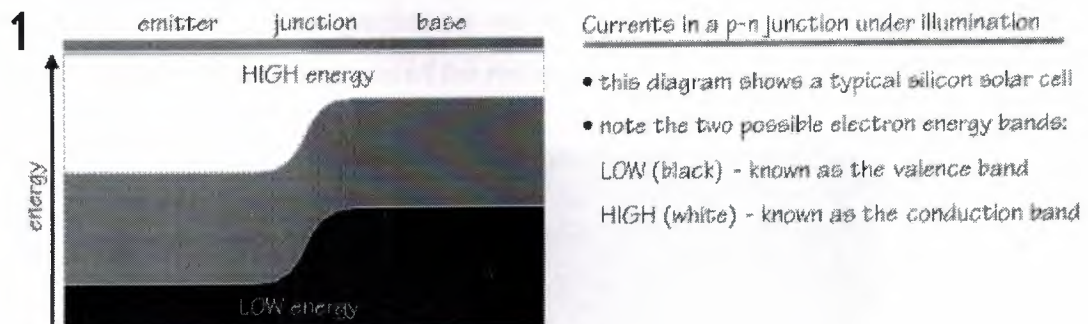 1
emitter junction base
HIGH energy
energy
LOW energy
Currents in a p-n junction under illumination
• this diagram shows a typical silicon solar cell
• note the two possible electron energy bands:
LOW (black) - known as the valence band
HIGH (white) - known as the conduction band